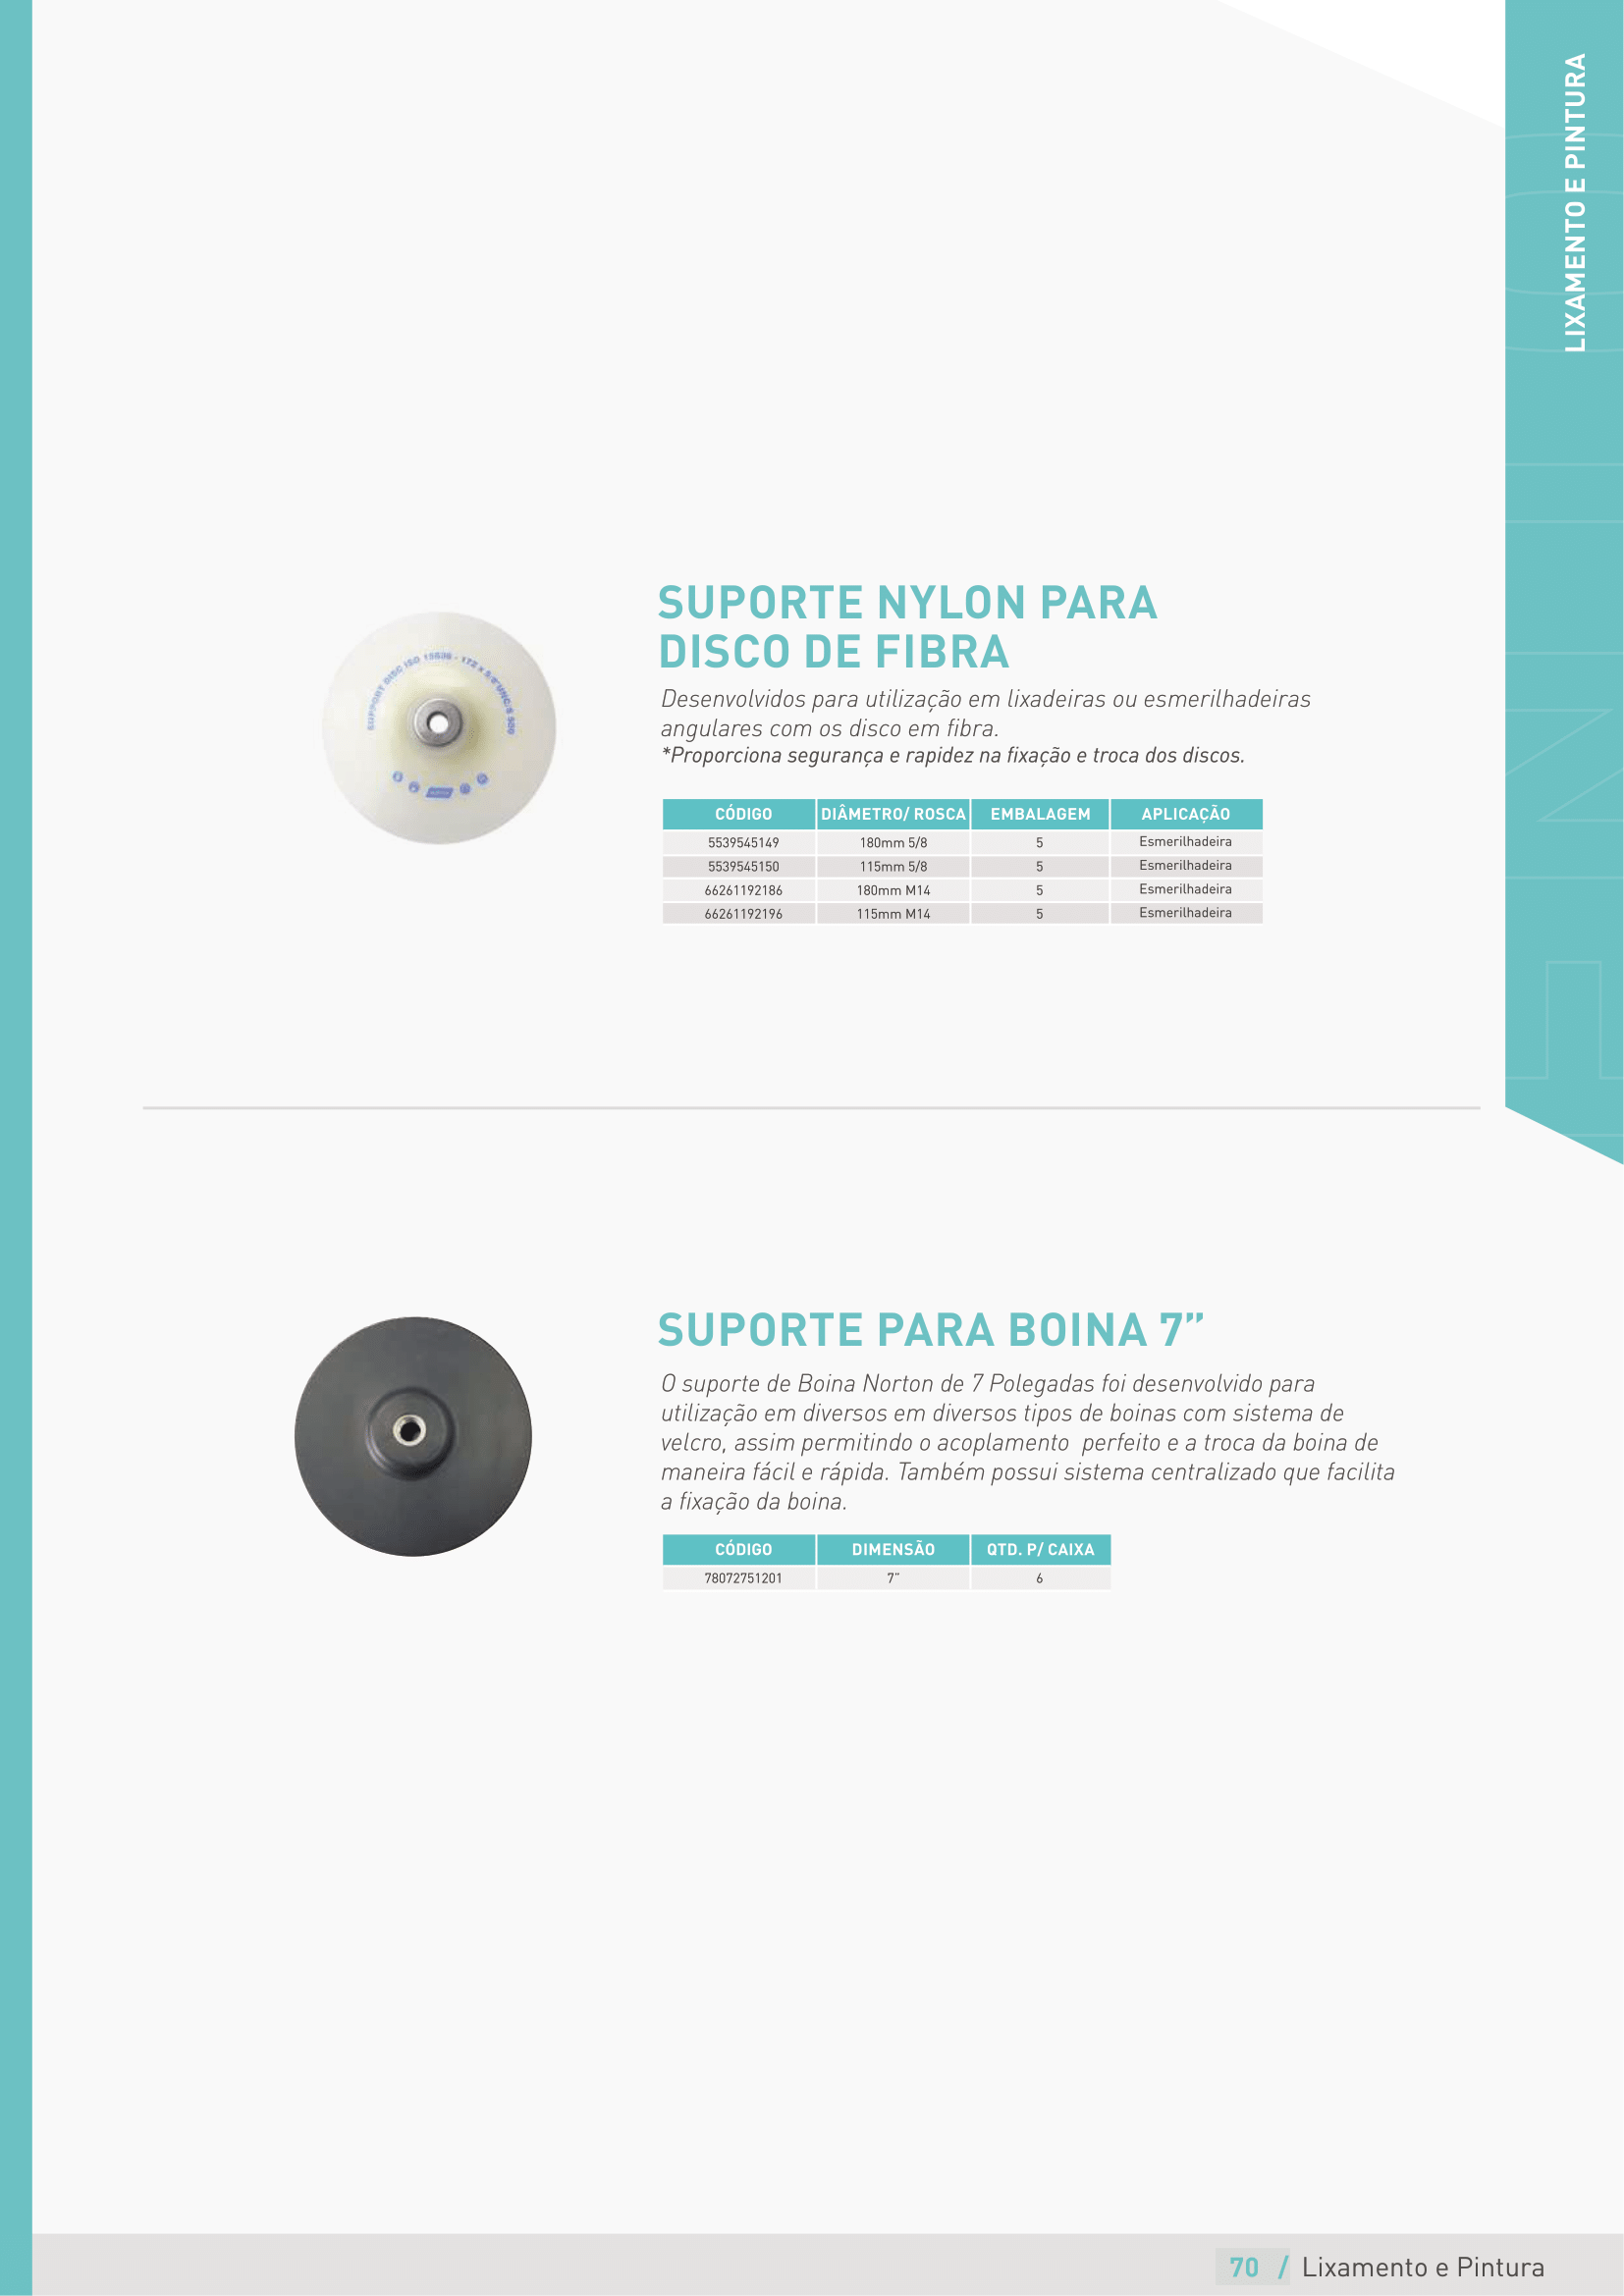 LIXAMENTO E PINTURA
SUPORTE NYLON PARA
DISCO DE FIBRA
Desenvolvidos para utilização em lixadeiras ou esmerilhadeiras
angulares com os disco em fibra.
*Proporciona segurança e rapidez na fixação e troca dos discos.
CÓDIGO DIÂMETRO/ ROSCA EMBALAGEM APLICAÇÃO
5539545149 180mm 5/8 5 Esmerilhadeira
5539545150 115mm 5/8 5 Esmerilhadeira
66261192186 180mm M14 5 Esmerilhadeira
66261192196 115mm M14 5 Esmerilhadeira
SUPPORT DISC ISO
SUPORTE PARA BOINA 7”
O suporte de Boina Norton de 7 Polegadas foi desenvolvido para
utilização em diversos em diversos tipos de boinas com sistema de
velcro, assim permitindo o acoplamento perfeito e a troca da boina de
maneira fácil e rápida. Também possui sistema centralizado que facilita
a fixação da boina.
CÓDIGO DIMENSÃO QTD. P/ CAIXA
78072751201 7” 6
70 / Lixamento e Pintura